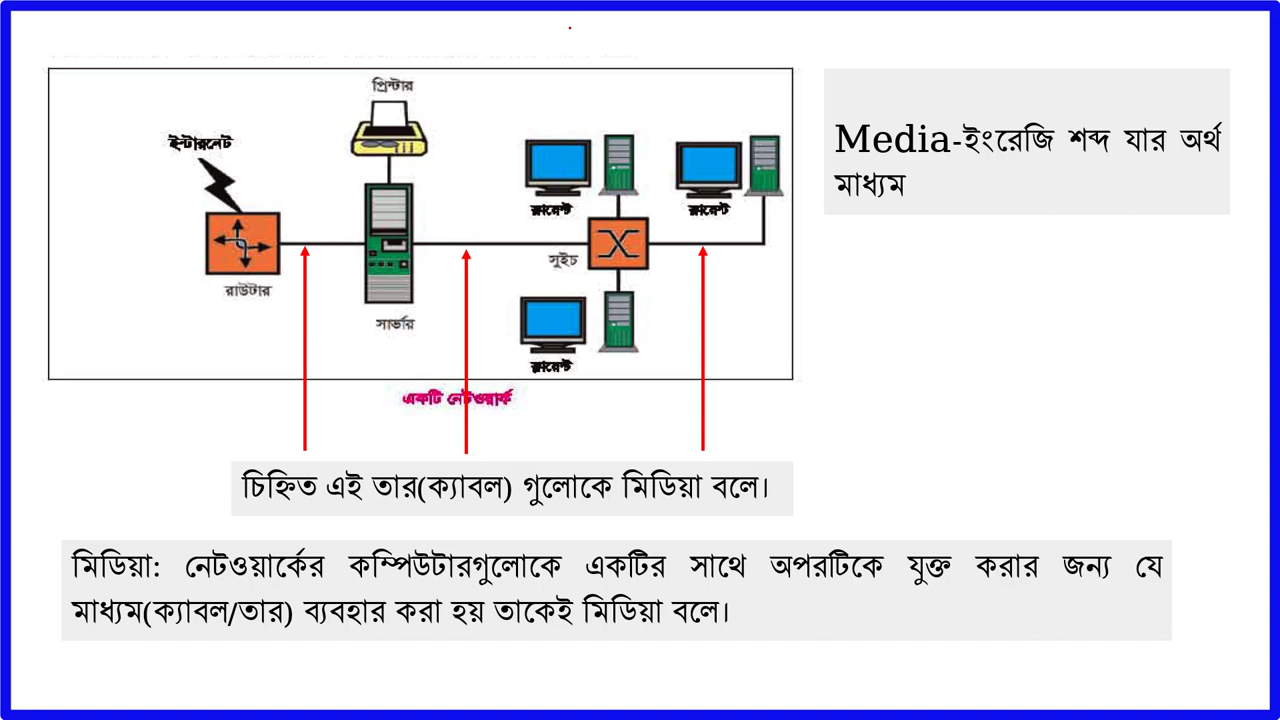 প্রিন্টার
ইন্টারনেট
ক্লায়েন্ট
ক্লায়েন্ট
সুইচ
রাউটার
সার্ভার
ক্লায়েন্ট
একটি নেটওয়ার্ক
Media-ইংরেজি শব্দ যার অর্থ
মাধ্যম
চিহ্নিত এই তার(ক্যাবল) গুলোকে মিডিয়া বলে।
মিডিয়া: নেটওয়ার্কের কম্পিউটারগুলোকে একটির সাথে অপরটিকে যুক্ত করার জন্য যে
মাধ্যম(ক্যাবল/তার) ব্যবহার করা হয় তাকেই মিডিয়া বলে।